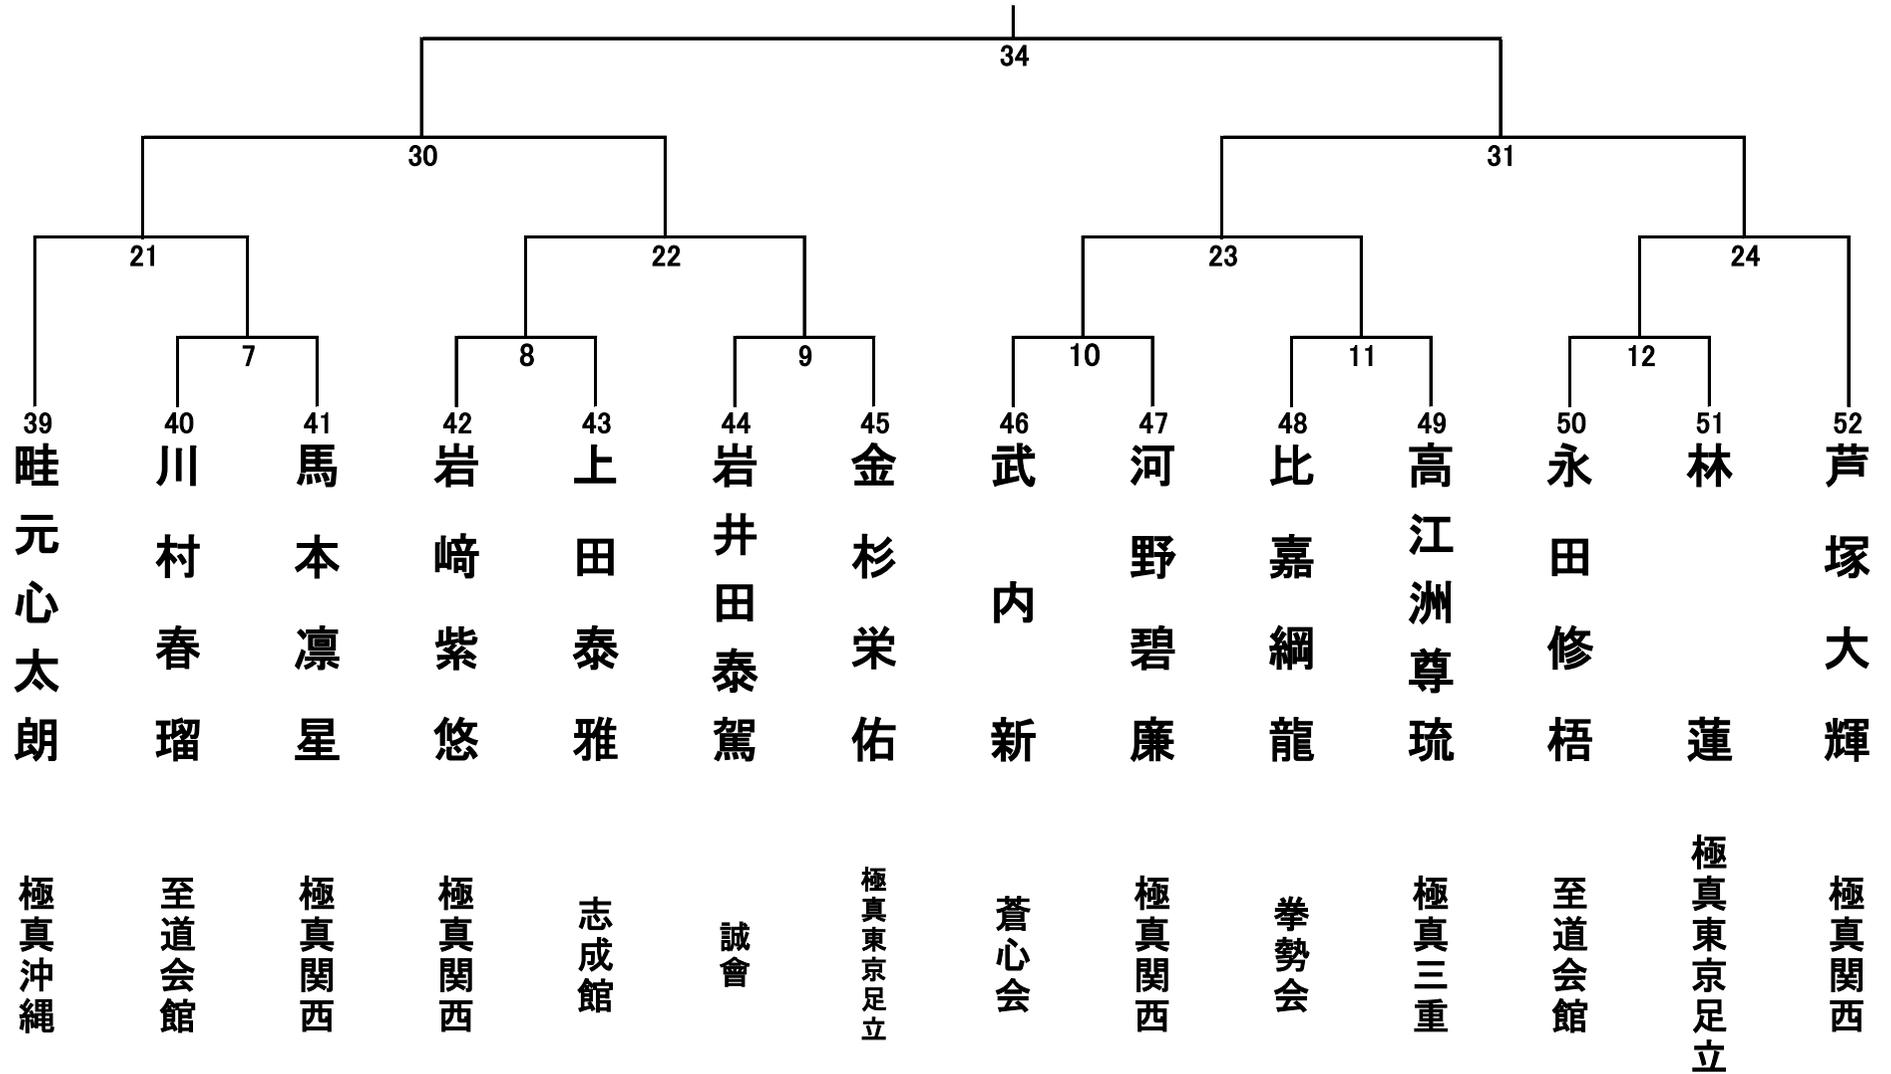 34
30
31
21
22
23
24
7
8
9
10
11
12
39
40
41
42
43
44
45
46
47
48
49
50
51
52
畦元心太朗
川村春瑠
馬本凛星
岩﨑紫悠
上田泰雅
岩井田泰駕
金杉栄佑
武内新
河野碧廉
比嘉綱龍
高江洲尊琉
永田修梧
林蓮
芦塚大輝
極真沖縄
至道会館
極真関西
極真関西
志成館
誠會
極真東京足立
蒼心会
極真関西
拳勢会
極真三重
至道会館
極真東京足立
極真関西